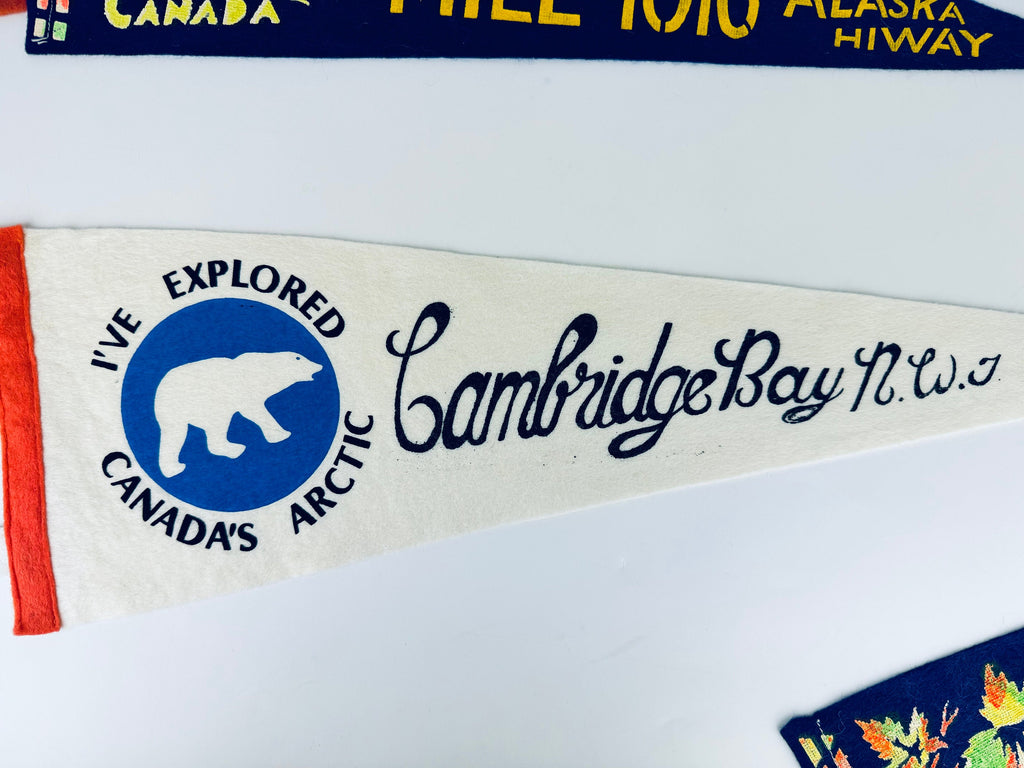 CANADA
MILE 1016
ALASKA
HIWAY
I'VE EXPLORED
CANADA'S ARCTIC
Cambridge Bay N.W.T.